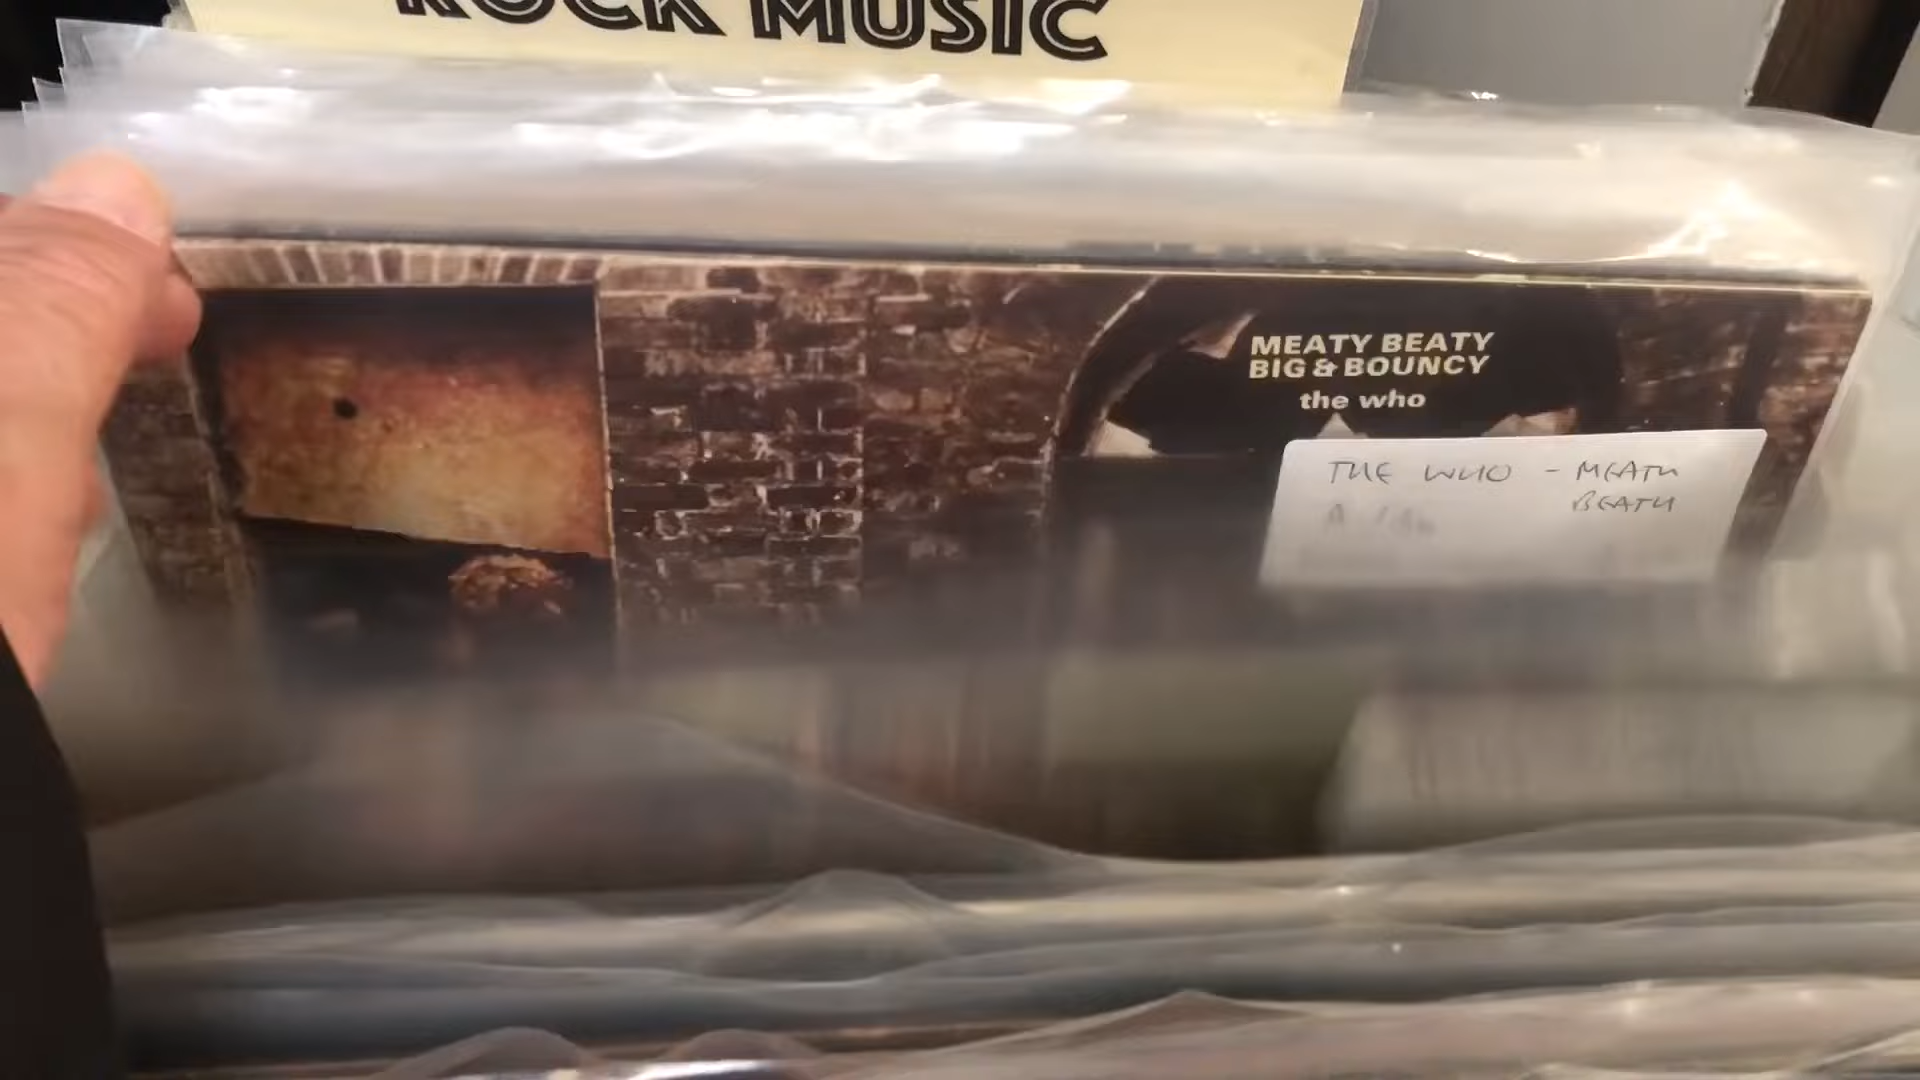 ROCK MUSIC
MEATY BEATY
BIG & BOUNCY
the who
THE WHO - MEATY
BEATY